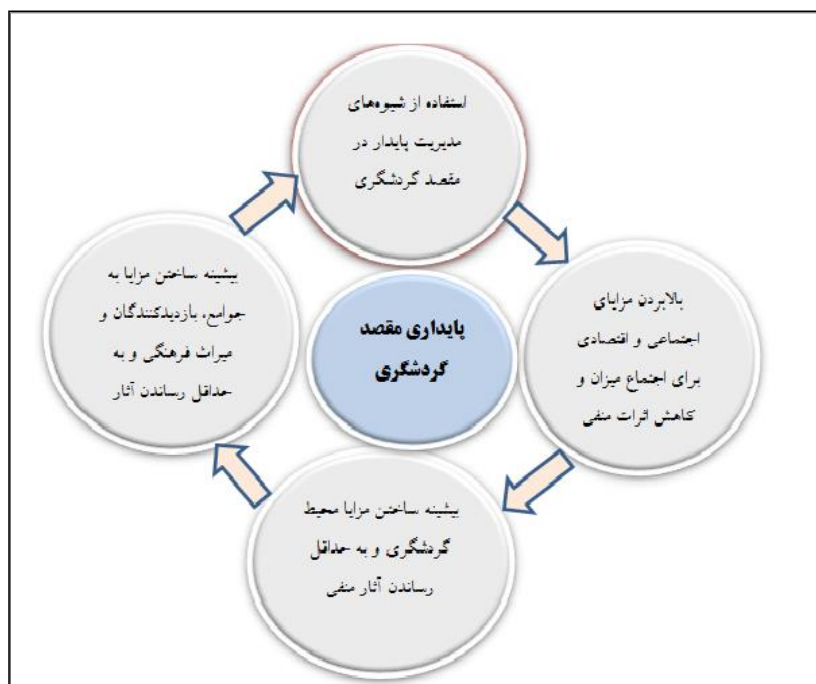 استفاده از شیوه‌های
مدیریت پایدار در
مقصد گردشگری
بالابردن مزایای
اجتماعی و اقتصادی
برای اجتماع میزان و
کاهش اثرات منفی
بیشینه ساختن مزایا محیط
گردشگری و به حداقل
رساندن آثار منفی
بیشینه ساختن مزایا به
جوامع، بازدیدکنندگان و
میراث فرهنگی و به
حداقل رساندن آثار
پایداری مقصد
گردشگری